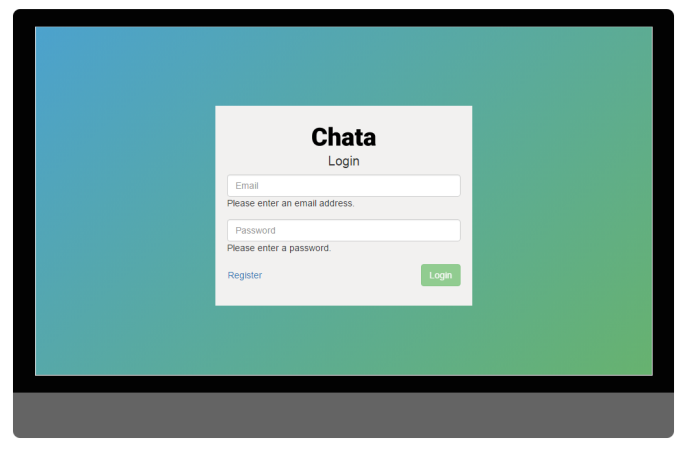 Chata
Login
Email
Please enter an email address.
Password
Please enter a password.
Register
Login